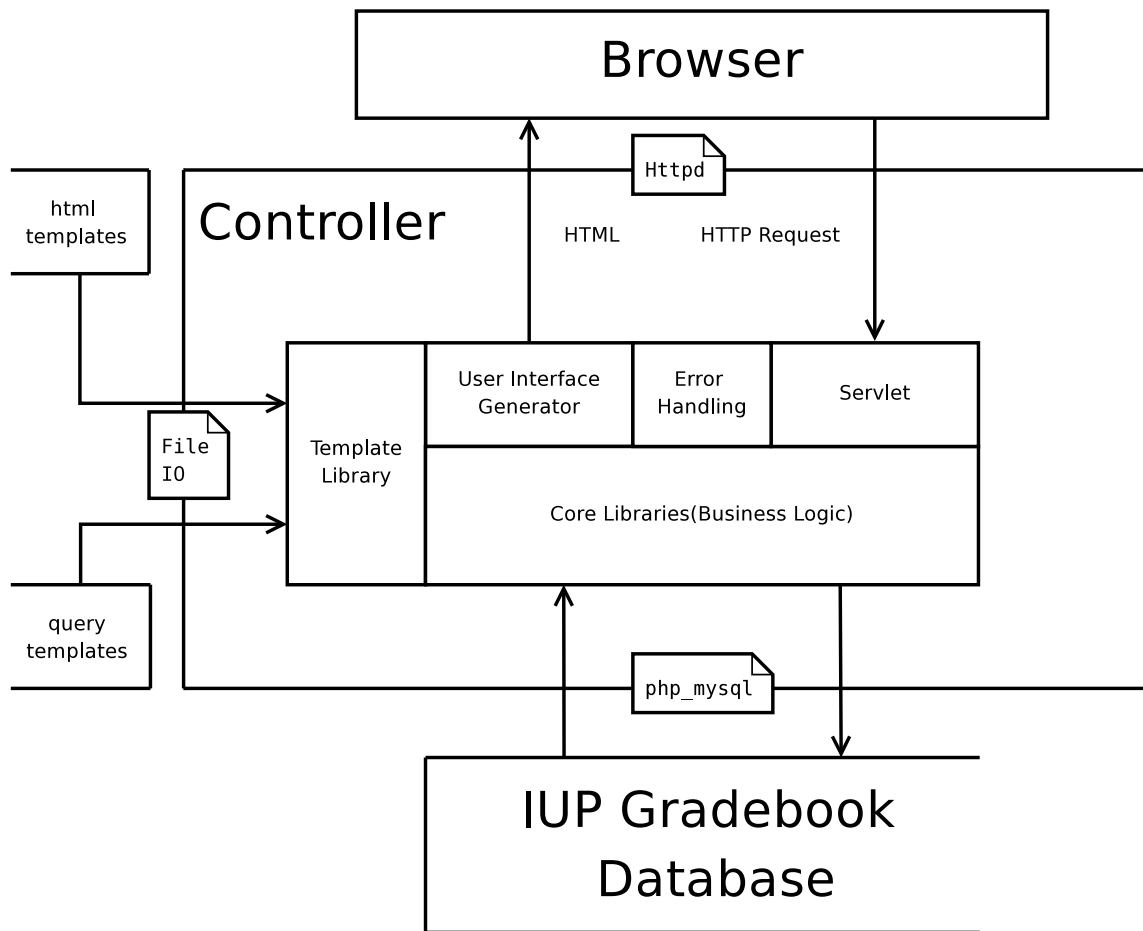 Browser
Httpd
html
templates
Controller
HTML
HTTP Request
User Interface
Generator
Error
Handling
Servlet
File
IO
Template
Library
Core Libraries(Business Logic)
query
templates
php_mysql
IUP Gradebook
Database